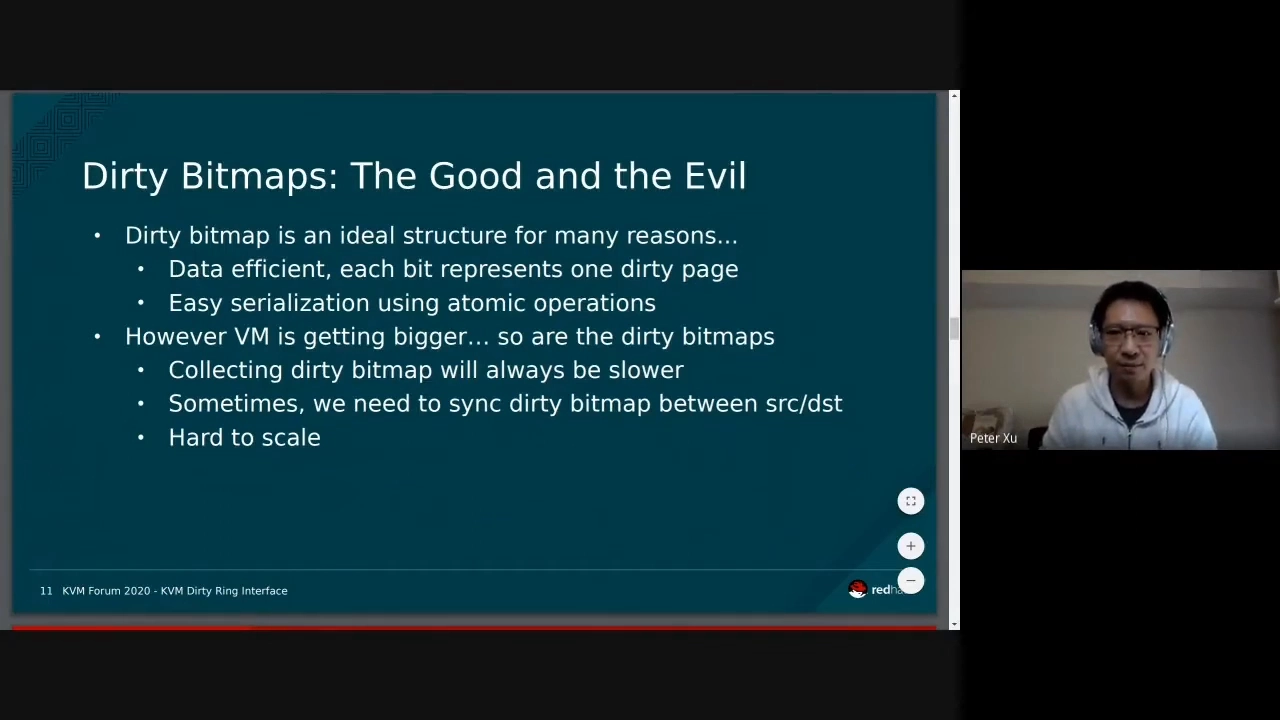 Dirty Bitmaps: The Good and the Evil
• Dirty bitmap is an ideal structure for many reasons...
• Data efficient, each bit represents one dirty page
• Easy serialization using atomic operations
• However VM is getting bigger... so are the dirty bitmaps
• Collecting dirty bitmap will always be slower
• Sometimes, we need to sync dirty bitmap between src/dst
• Hard to scale
11 KVM Forum 2020 - KVM Dirty Ring Interface
Peter Xu